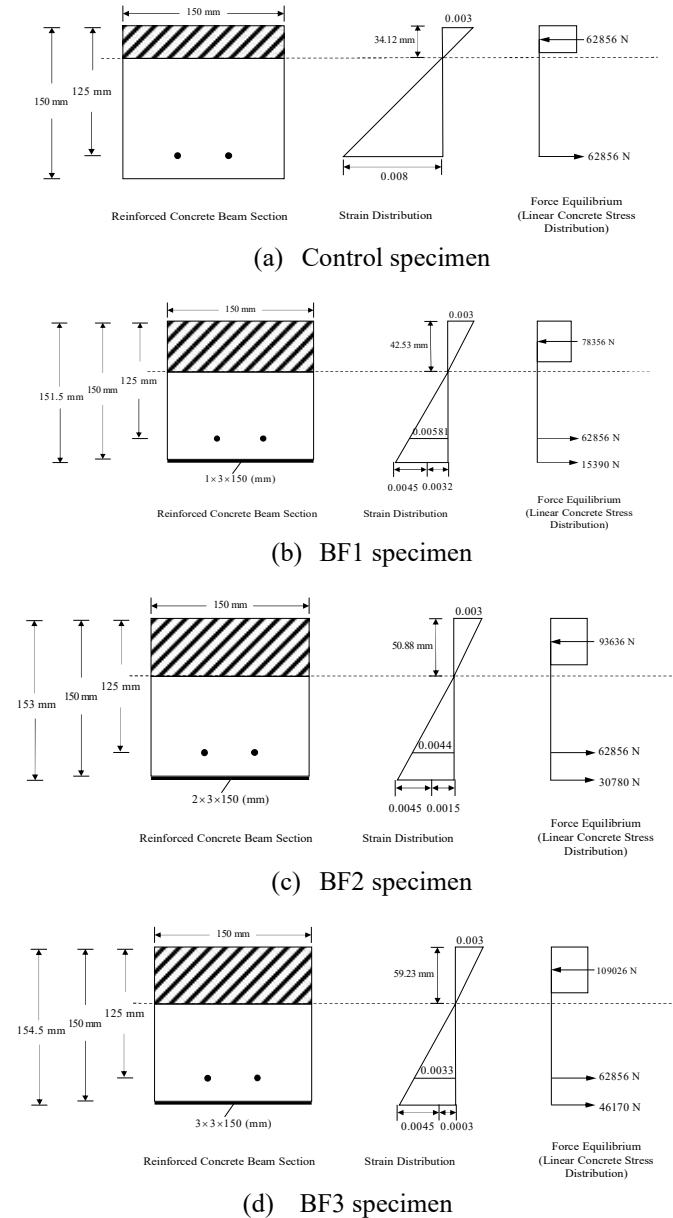 150 mm
0.003
34.12 mm
62856 N
150 mm
125 mm
62856 N
0.008
Reinforced Concrete Beam Section
Strain Distribution
Force Equilibrium
(Linear Concrete Stress
Distribution)
(a) Control specimen
150 mm
0.003
42.53 mm
78356 N
151.5 mm
150 mm
125 mm
0.00581
62856 N
15390 N
1×3×150 (mm)
0.0045
0.0032
Reinforced Concrete Beam Section
Strain Distribution
Force Equilibrium
(Linear Concrete Stress
Distribution)
(b) BF1 specimen
150 mm
0.003
50.88 mm
93636 N
153 mm
150 mm
125 mm
0.0044
62856 N
30780 N
2×3×150 (mm)
0.0045
0.0015
Reinforced Concrete Beam Section
Strain Distribution
Force Equilibrium
(Linear Concrete Stress
Distribution)
(c) BF2 specimen
150 mm
0.003
59.23 mm
109026 N
154.5 mm
150 mm
125 mm
0.0033
62856 N
46170 N
3×3×150 (mm)
0.0045
0.0003
Reinforced Concrete Beam Section
Strain Distribution
Force Equilibrium
(Linear Concrete Stress
Distribution)
(d) BF3 specimen